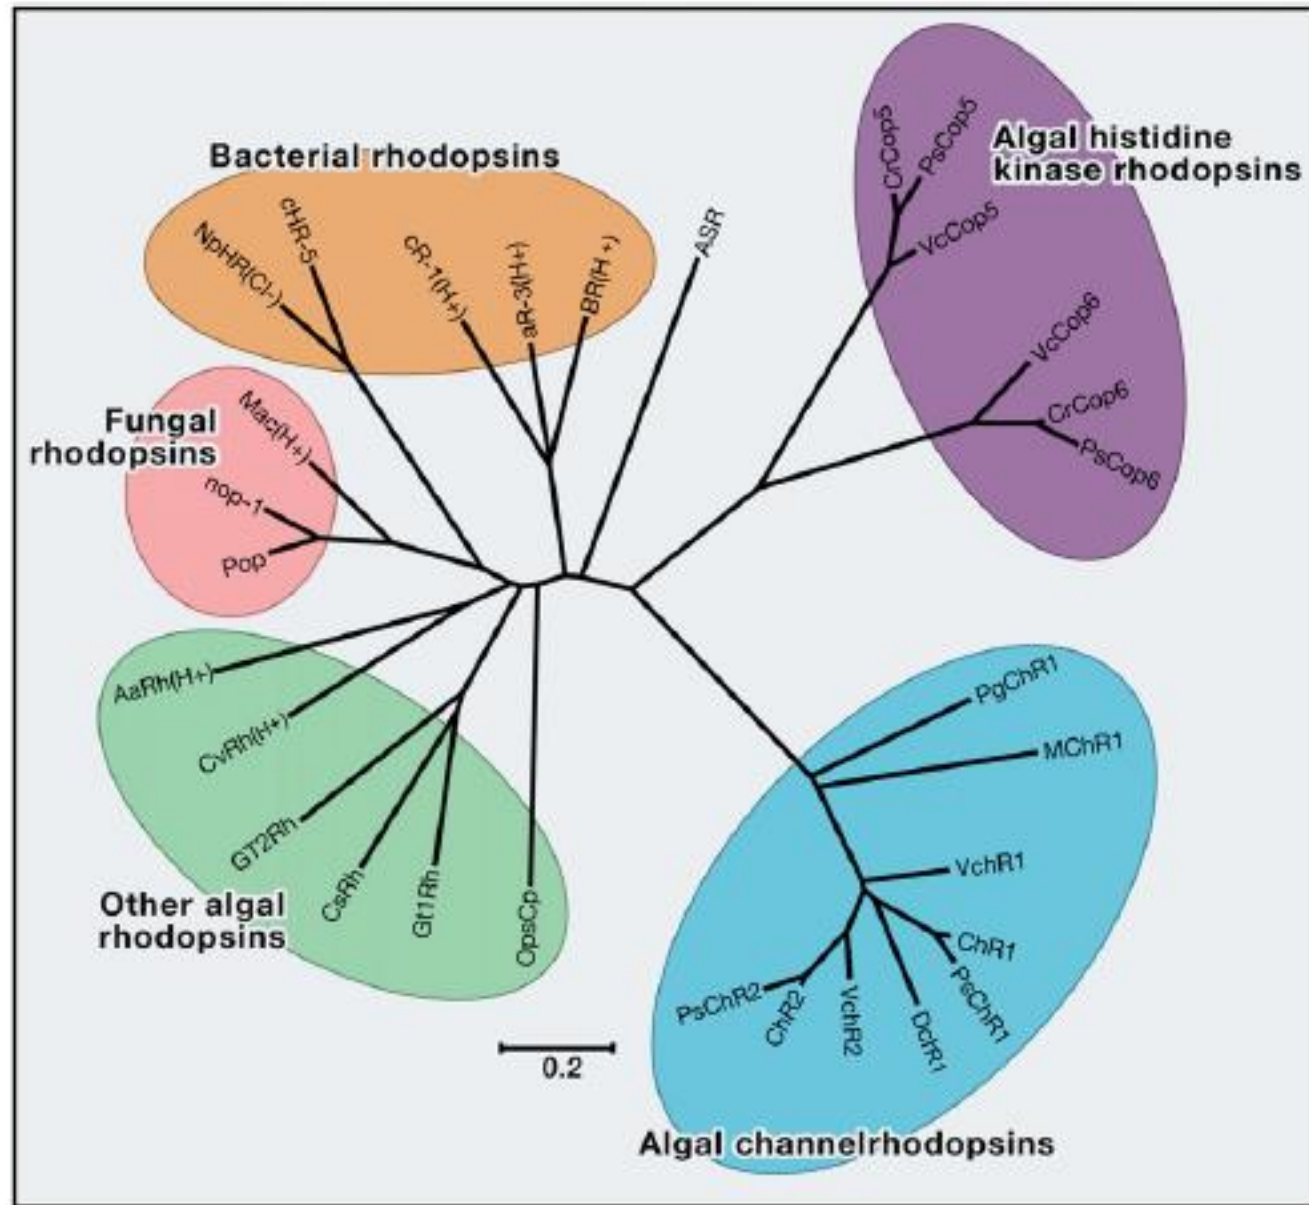 Bacterial rhodopsins
NpHR(Cl-)
cHR-5
cR-1(H+)
aR-3(H+)
BR(H+)
ASR
Algal histidine
kinase rhodopsins
CrCop5
PsCop5
VcCop5
VcCop6
CrCop6
PsCop6
Fungal
rhodopsins
Mac(H+)
nop-1
Pop
Other algal
rhodopsins
AaRh(H+)
CvRh(H+)
GT2Rh
CsRh
Gt1Rh
OpsCp
0.2
PgChR1
MChR1
VchR1
ChR1
PsChR1
VchR2
ChR2
PsChR2
Algal channelrhodopsins